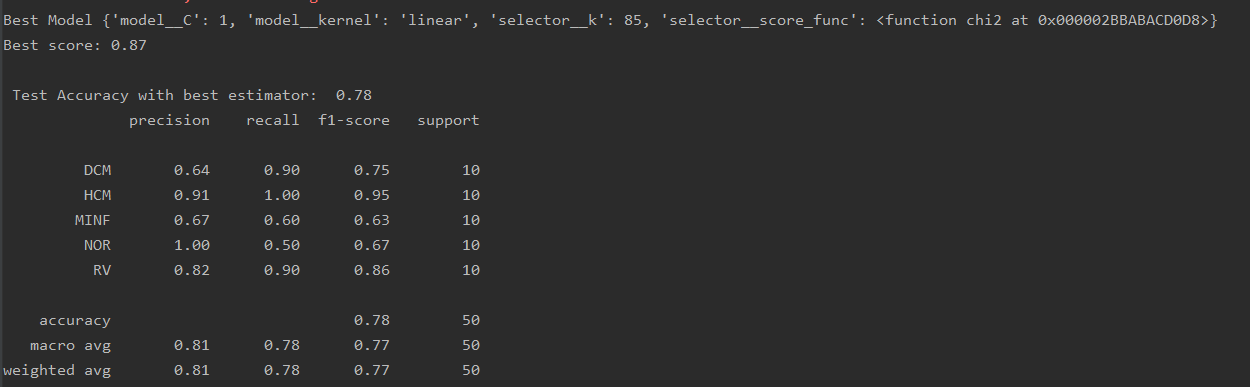 Best Model {'model__C': 1, 'model__kernel': 'linear', 'selector__k': 85, 'selector__score_func': <function chi2 at 0x000002BBABACD0D8>}
Best score: 0.87
Test Accuracy with best estimator:  0.78
precision    recall  f1-score   support
DCM       0.64      0.90      0.75        10
HCM       0.91      1.00      0.95        10
MINF       0.67      0.60      0.63        10
NOR       1.00      0.50      0.67        10
RV       0.82      0.90      0.86        10
accuracy                           0.78        50
macro avg       0.81      0.78      0.77        50
weighted avg       0.81      0.78      0.77        50